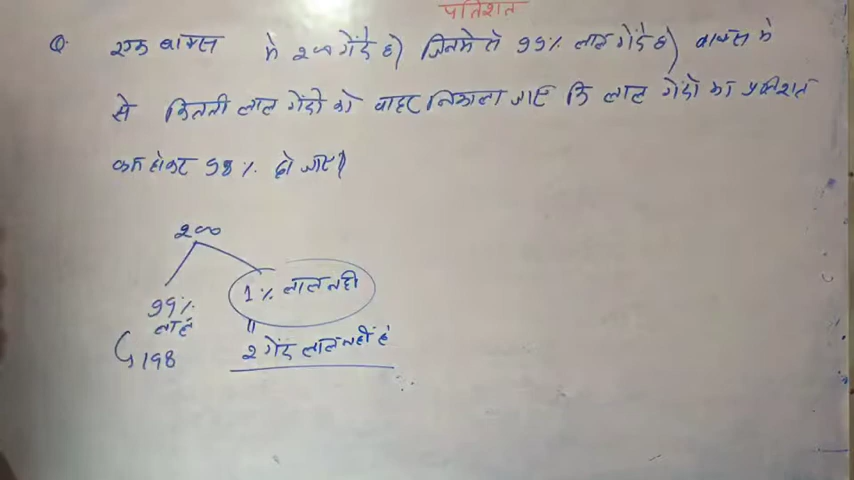 प्रतिशत
Q. एक बाक्स में 200 गेंदें है। जिनमे से 99% लाल गेंदें है। बाक्स मे
से कितनी लाल गेंदों को बाहर निकाला जाए कि लाल गेंदों का प्रतिशत
कम होकर 98% हो जाए।
200
99% 1% लाल नही
लाल ||
198 2 गेंद लाल नहीं है